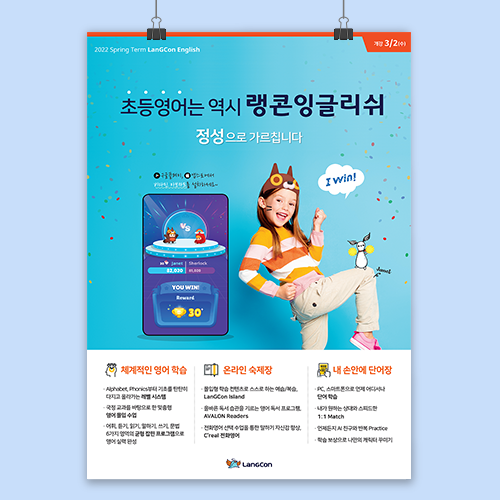 2022 Spring Term LanGCon English
개강 3/2(수)
초등영어는 역시 랭콘잉글리쉬
정성으로 가르칩니다
I Win!
VS
Janet
Sherlock
YOU WIN!
Reward
30
체계적인 영어 학습
· Alphabet, Phonics부터 기초를 탄탄히
다지고 올라가는 레벨 시스템
· 국정 교과를 바탕으로 한 맞춤형
영어 몰입 수업
· 어휘, 듣기, 읽기, 말하기, 쓰기, 문법
6가지 영역의 균형 잡힌 프로그램으로
영어 실력 완성
온라인 숙제장
· 몰입형 학습 컨텐츠로 스스로 하는 예습/복습,
LanGCon Island
· 올바른 독서 습관을 기르는 영어 독서 프로그램,
AVALON Readers
· 전화영어 선택 수업을 통한 말하기 자신감 향상,
C'real 전화영어
내 손안에 단어장
· PC, 스마트폰으로 언제 어디서나
단어 학습
· 내가 원하는 상대와 스피드한
1:1 Match
· 언제든지 AI 친구와 반복 Practice
· 학습 보상으로 나만의 캐릭터 꾸미기
LanGCon